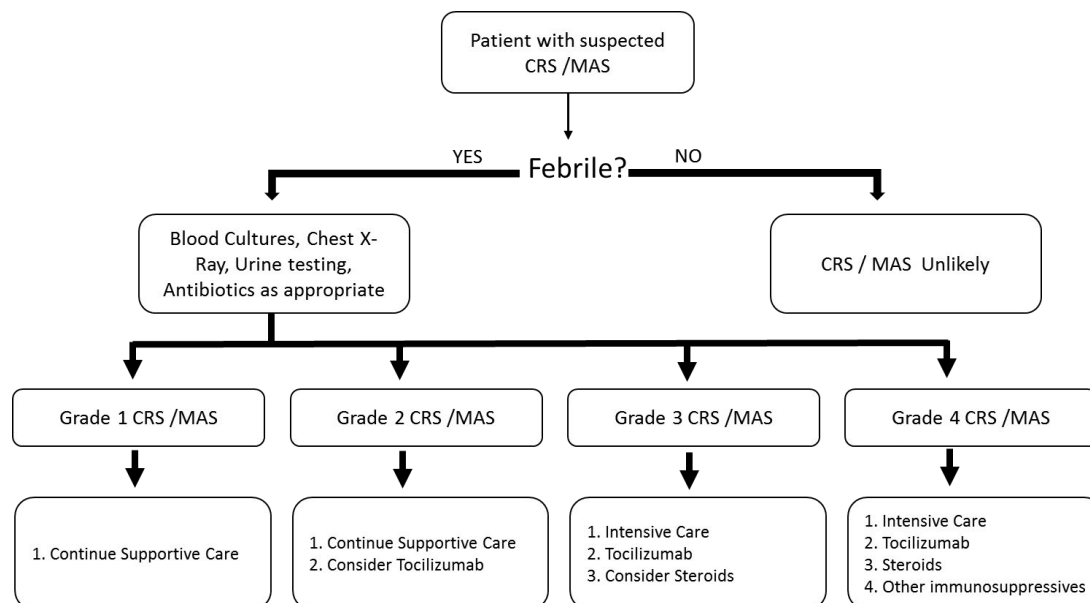 Patient with suspected
CRS /MAS
YES
Febrile?
NO
Blood Cultures, Chest X-
Ray, Urine testing,
Antibiotics as appropriate
CRS / MAS Unlikely
Grade 1 CRS /MAS
Grade 2 CRS /MAS
Grade 3 CRS /MAS
Grade 4 CRS /MAS
1. Continue Supportive Care
1. Continue Supportive Care
2. Consider Tocilizumab
1. Intensive Care
2. Tocilizumab
3. Consider Steroids
1. Intensive Care
2. Tocilizumab
3. Steroids
4. Other immunosuppressives